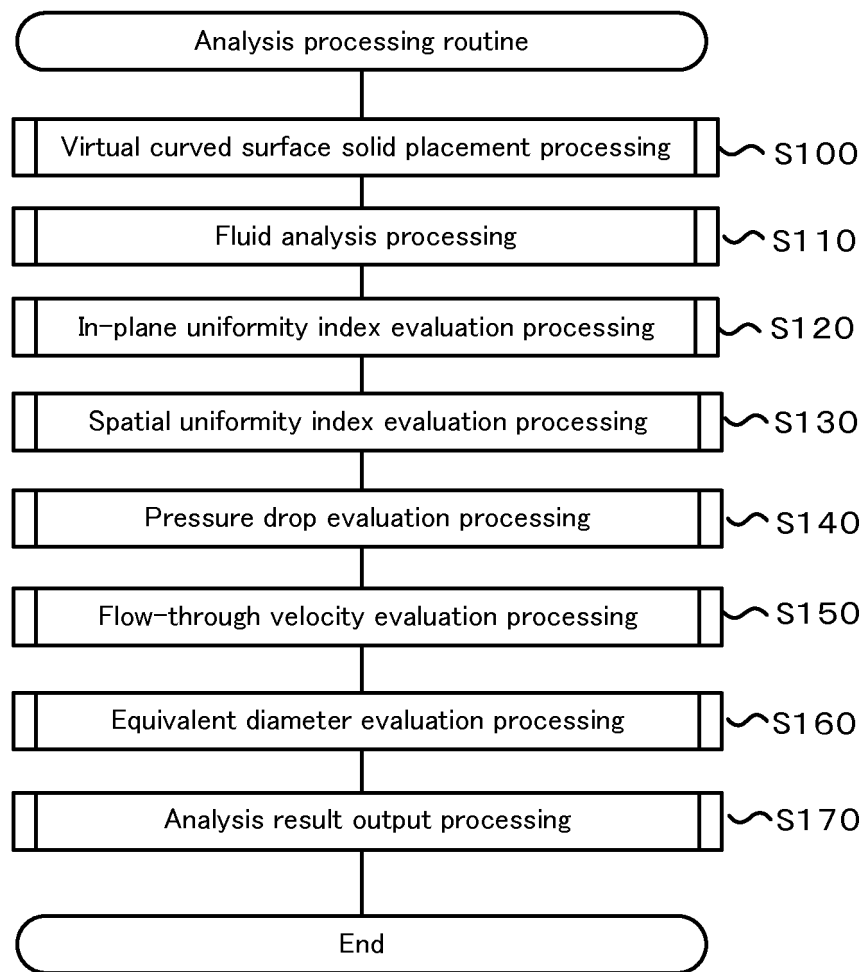 Analysis processing routine
Virtual curved surface solid placement processing
S100
Fluid analysis processing
S110
In-plane uniformity index evaluation processing
S120
Spatial uniformity index evaluation processing
S130
Pressure drop evaluation processing
S140
Flow-through velocity evaluation processing
S150
Equivalent diameter evaluation processing
S160
Analysis result output processing
S170
End